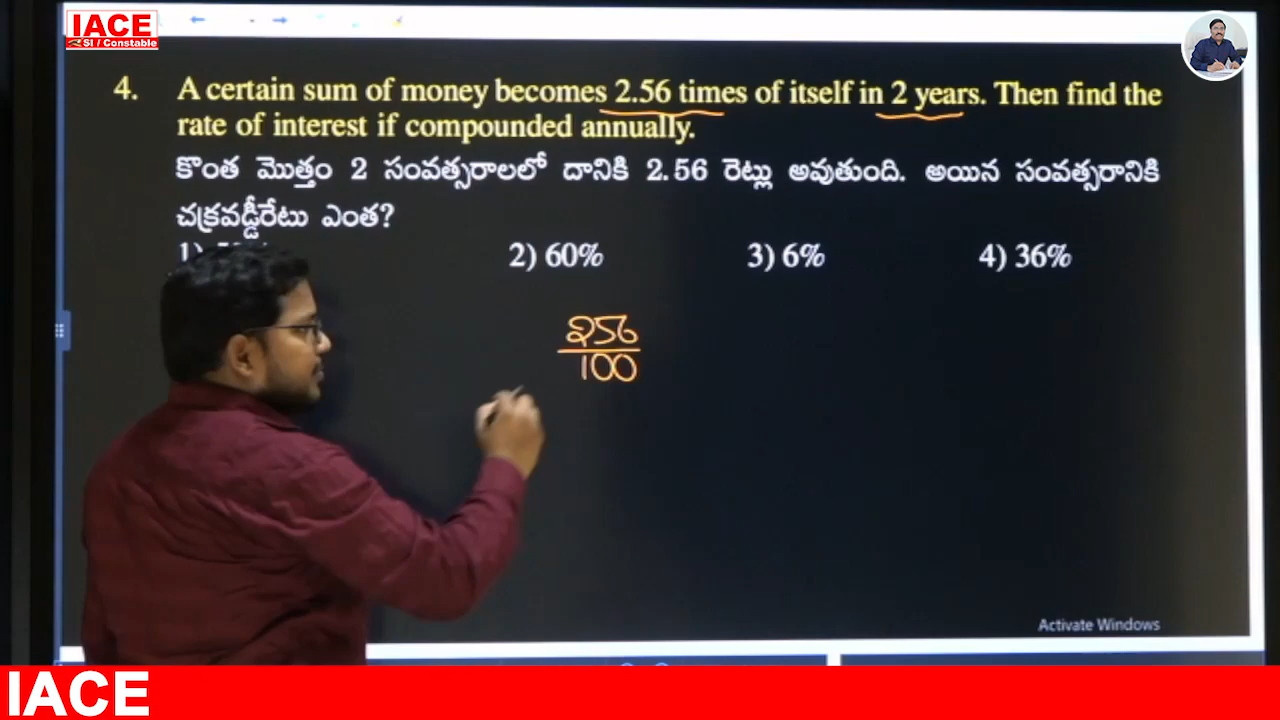 IACE
SI / Constable
4. A certain sum of money becomes 2.56 times of itself in 2 years. Then find the
rate of interest if compounded annually.
కొంత మొత్తం 2 సంవత్సరాలలో దానికి 2.56 రెట్లు అవుతుంది. అయిన సంవత్సరానికి
చక్రవడ్డీరేటు ఎంత?
1) 2) 60% 3) 6% 4) 36%
256
100
Activate Windows
IACE